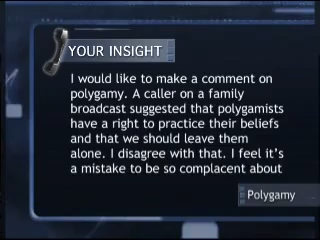 YOUR INSIGHT
I would like to make a comment on
polygamy. A caller on a family
broadcast suggested that polygamists
have a right to practice their beliefs
and that we should leave them
alone. I disagree with that. I feel it's
a mistake to be so complacent about
Polygamy